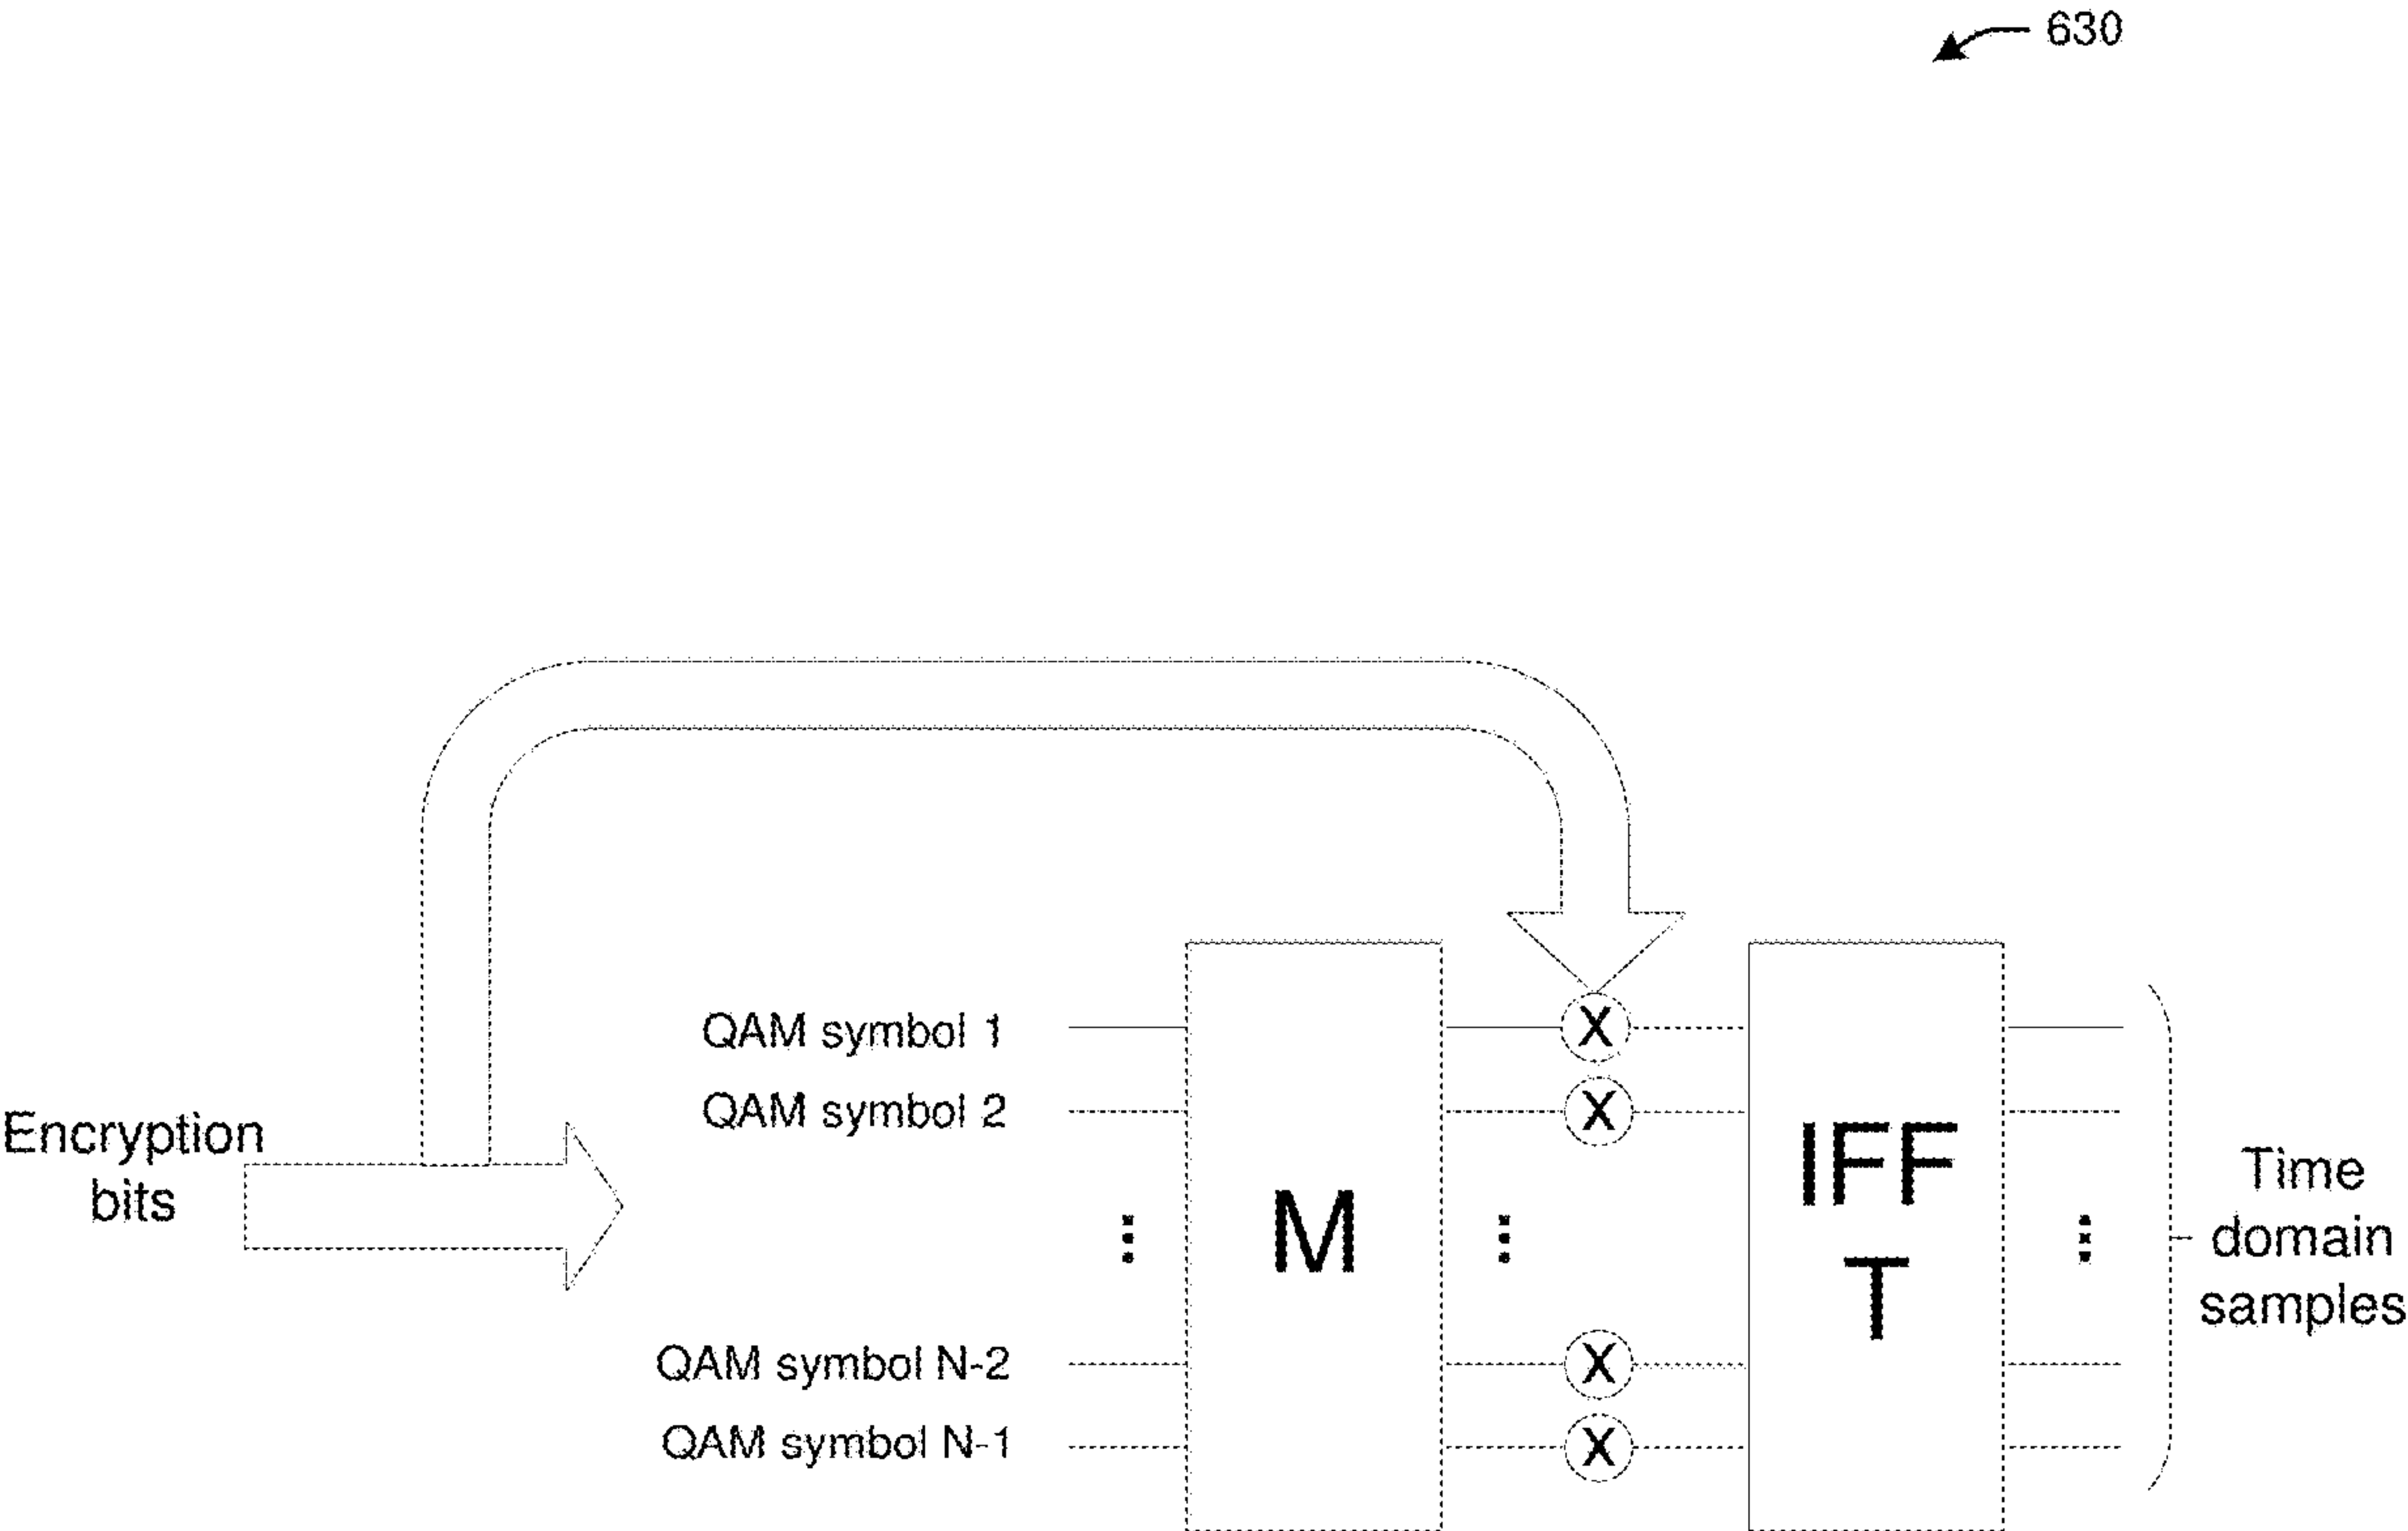 630
Encryption
bits
QAM symbol 1
QAM symbol 2
QAM symbol N-2
QAM symbol N-1
M
X
X
X
X
IFF
T
Time
domain
samples